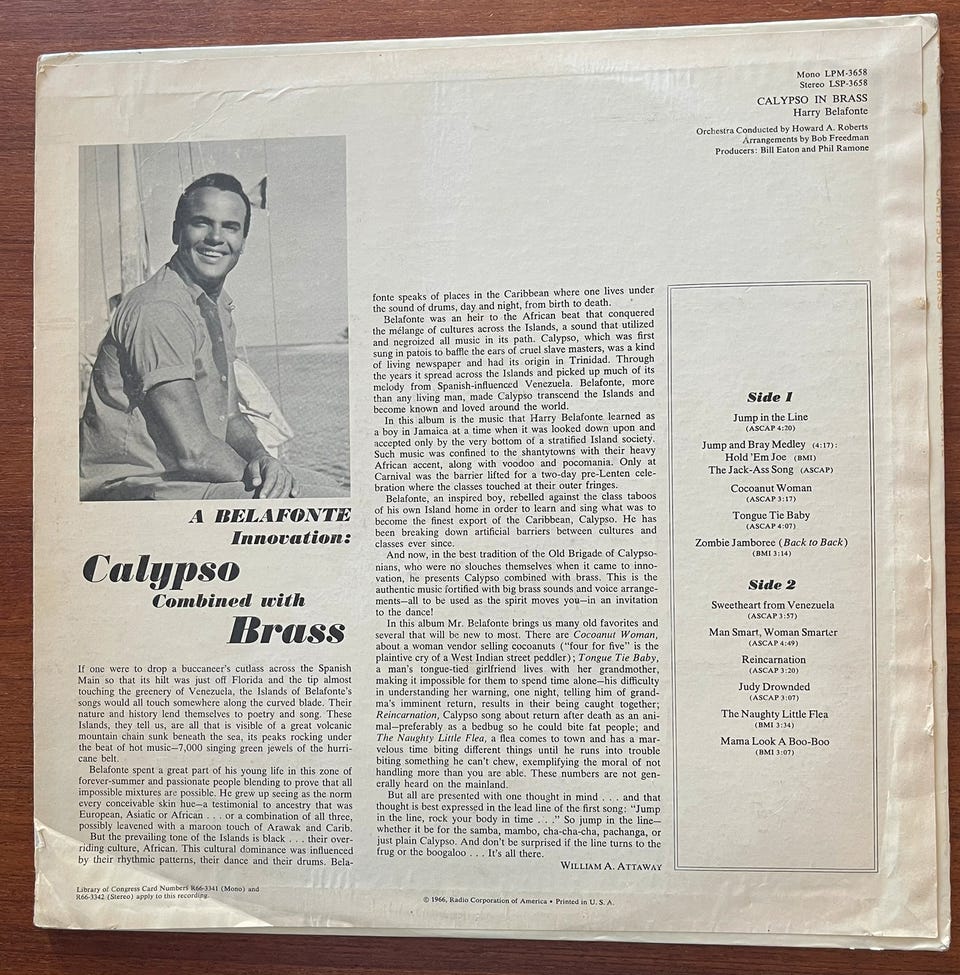 Mono LPM-3658
Stereo LSP-3658
CALYPSO IN BRASS
Harry Belafonte
Orchestra Conducted by Howard A. Roberts
Arrangements by Bob Freedman
Producers: Bill Eaton and Phil Ramone
A BELAFONTE
Innovation:
Calypso
Combined with
Brass
If one were to drop a buccaneer's cutlass across the Spanish
Main so that its hilt was just off Florida and the tip almost
touching the greenery of Venezuela, the Islands of Belafonte's
songs would all touch somewhere along the curved blade. Their
nature and history lend themselves to poetry and song. These
Islands, they tell us, are all that is visible of a great volcanic
mountain chain sunk beneath the sea, its peaks rocking under
the beat of hot music—7,000 singing green jewels of the hurri-
cane belt.
Belafonte spent a great part of his young life in this zone of
forever-summer and passionate people blending to prove that all
impossible mixtures are possible. He grew up seeing as the norm
every conceivable skin hue—a testimonial to ancestry that was
European, Asiatic or African . . . or a combination of all three,
possibly leavened with a maroon touch of Arawak and Carib.
But the prevailing tone of the Islands is black . . . their over-
riding culture, African. This cultural dominance was influenced
by their rhythmic patterns, their dance and their drums. Bela-
fonte speaks of places in the Caribbean where one lives under
the sound of drums, day and night, from birth to death.
Belafonte was an heir to the African beat that conquered
the mélange of cultures across the Islands, a sound that utilized
and negroized all music in its path. Calypso, which was first
sung in patois to baffle the ears of cruel slave masters, was a kind
of living newspaper and had its origin in Trinidad. Through
the years it spread across the Islands and picked up much of its
melody from Spanish-influenced Venezuela. Belafonte, more
than any living man, made Calypso transcend the Islands and
become known and loved around the world.
In this album is the music that Harry Belafonte learned as
a boy in Jamaica at a time when it was looked down upon and
accepted only by the very bottom of a stratified Island society.
Such music was confined to the shantytowns with their heavy
African accent, along with voodoo and pocomania. Only at
Carnival was the barrier lifted for a two-day pre-Lenten cele-
bration where the classes touched at their outer fringes.
Belafonte, an inspired boy, rebelled against the class taboos
of his own Island home in order to learn and sing what was to
become the finest export of the Caribbean, Calypso. He has
been breaking down artificial barriers between cultures and
classes ever since.
And now, in the best tradition of the Old Brigade of Calypso-
nians, who were no slouches themselves when it came to inno-
vation, he presents Calypso combined with brass. This is the
authentic music fortified with big brass sounds and voice arrange-
ments—all to be used as the spirit moves you—in an invitation
to the dance!
In this album Mr. Belafonte brings us many old favorites and
several that will be new to most. There are Cocoanut Woman,
about a woman vendor selling cocoanuts ("four for five" is the
plaintive cry of a West Indian street peddler); Tongue Tie Baby,
a man's tongue-tied girlfriend lives with her grandmother,
making it impossible for them to spend time alone—his difficulty
in understanding her warning, one night, telling him of grand-
ma's imminent return, results in their being caught together;
Reincarnation, Calypso song about return after death as an ani-
mal—preferably as a bedbug so he could bite fat people; and
The Naughty Little Flea, a flea comes to town and has a mar-
velous time biting different things until he runs into trouble
biting something he can't chew, exemplifying the moral of not
handling more than you are able. These numbers are not gen-
erally heard on the mainland.
But all are presented with one thought in mind . . . and that
thought is best expressed in the lead line of the first song: "Jump
in the line, rock your body in time . . ." So jump in the line—
whether it be for the samba, mambo, cha-cha-cha, pachanga, or
just plain Calypso. And don't be surprised if the line turns to the
frug or the boogaloo . . . It's all there.
WILLIAM A. ATTAWAY
Side 1
Jump in the Line
(ASCAP 4:20)
Jump and Bray Medley (4:17):
Hold 'Em Joe (BMI)
The Jack-Ass Song (ASCAP)
Cocoanut Woman
(ASCAP 3:17)
Tongue Tie Baby
(ASCAP 4:07)
Zombie Jamboree (Back to Back)
(BMI 3:14)
Side 2
Sweetheart from Venezuela
(ASCAP 3:57)
Man Smart, Woman Smarter
(ASCAP 4:49)
Reincarnation
(ASCAP 3:20)
Judy Drownded
(ASCAP 3:07)
The Naughty Little Flea
(BMI 3:34)
Mama Look A Boo-Boo
(BMI 3:07)
Library of Congress Card Numbers R66-3341 (Mono) and
R66-3342 (Stereo) apply to this recording.
© 1966, Radio Corporation of America • Printed in U. S. A.
CALYPSO IN BRASS